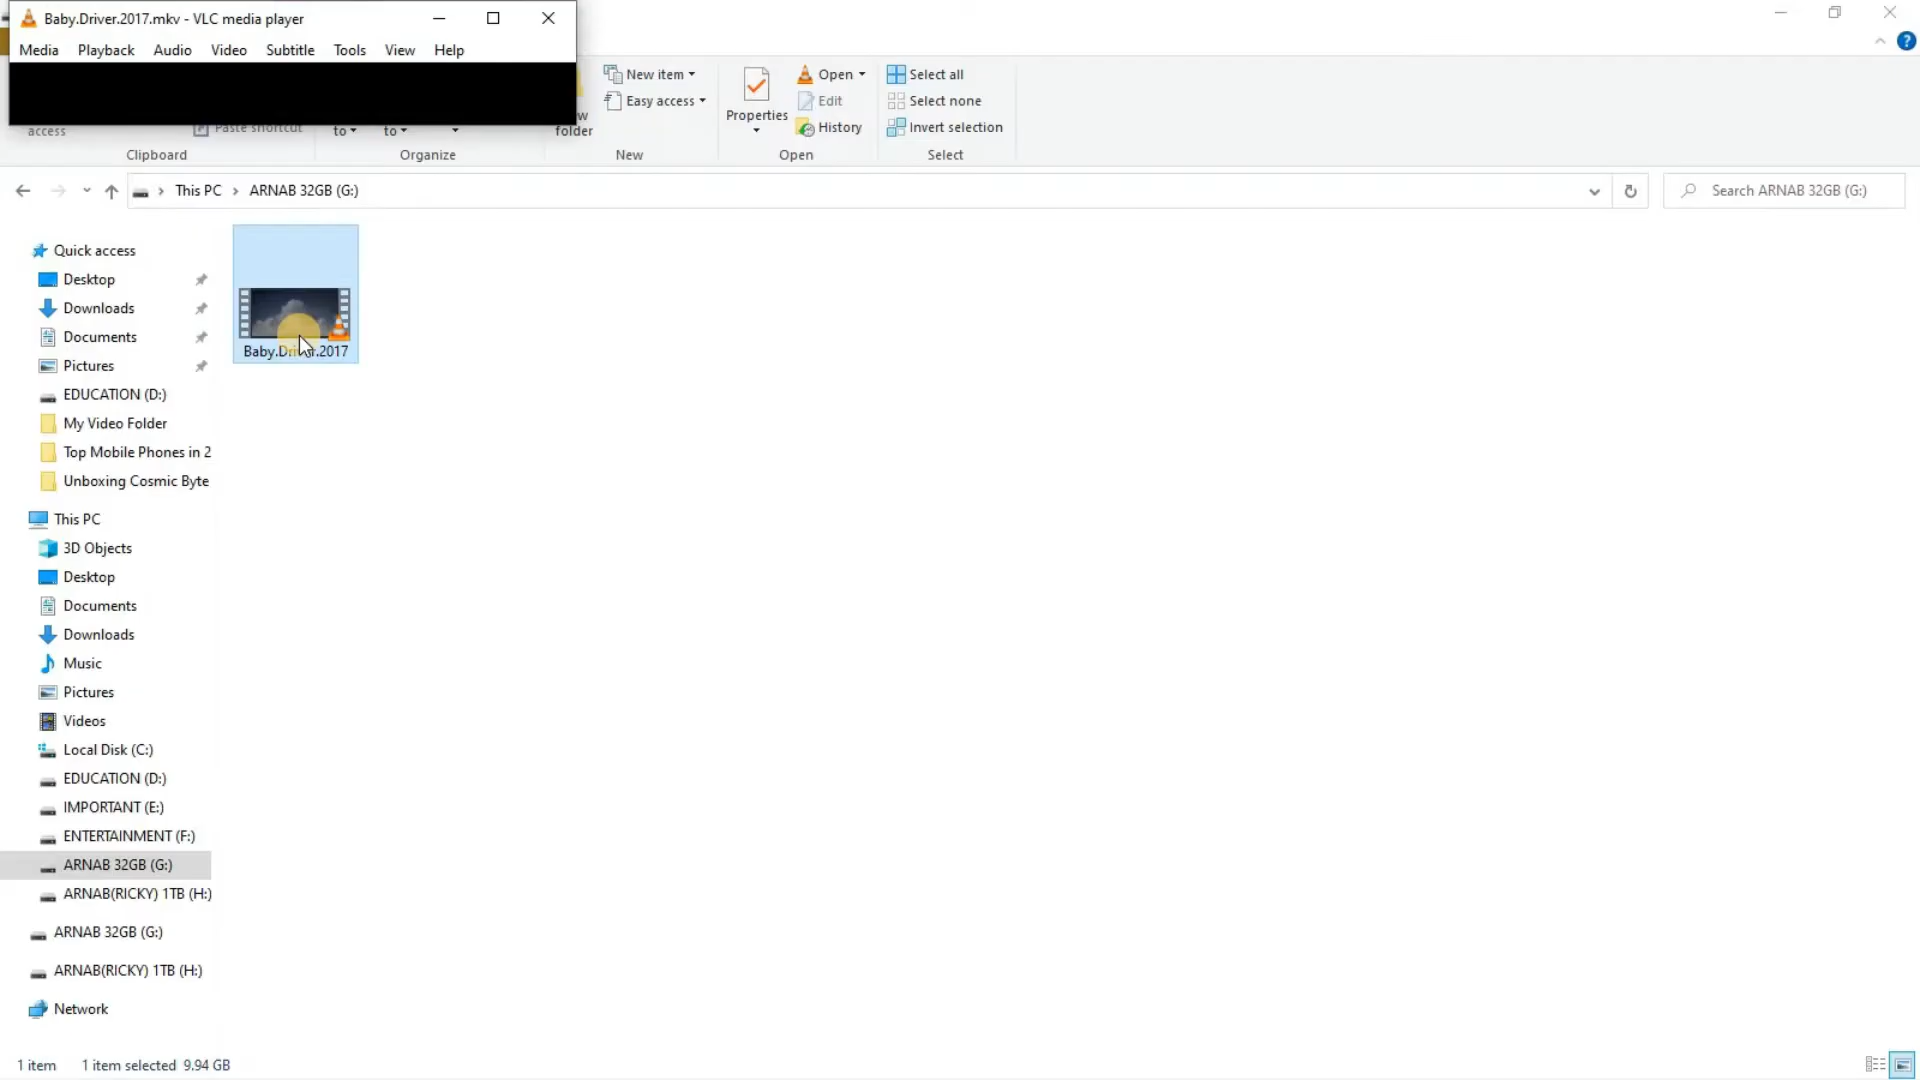 Baby.Driver.2017.mkv - VLC media player
Media Playback Audio Video Subtitle Tools View Help
New item
Easy access
Properties
Open
Edit
History
Select all
Select none
Invert selection
access
Paste shortcut
to
to
folder
Clipboard
Organize
New
Open
Select
This PC
ARNAB 32GB (G:)
Search ARNAB 32GB (G:)
Quick access
Desktop
Downloads
Documents
Pictures
EDUCATION (D:)
My Video Folder
Top Mobile Phones in 2
Unboxing Cosmic Byte
This PC
3D Objects
Desktop
Documents
Downloads
Music
Pictures
Videos
Local Disk (C:)
EDUCATION (D:)
IMPORTANT (E:)
ENTERTAINMENT (F:)
ARNAB 32GB (G:)
ARNAB(RICKY) 1TB (H:)
ARNAB 32GB (G:)
ARNAB(RICKY) 1TB (H:)
Network
Baby.Driver.2017
1 item 1 item selected 9.94 GB